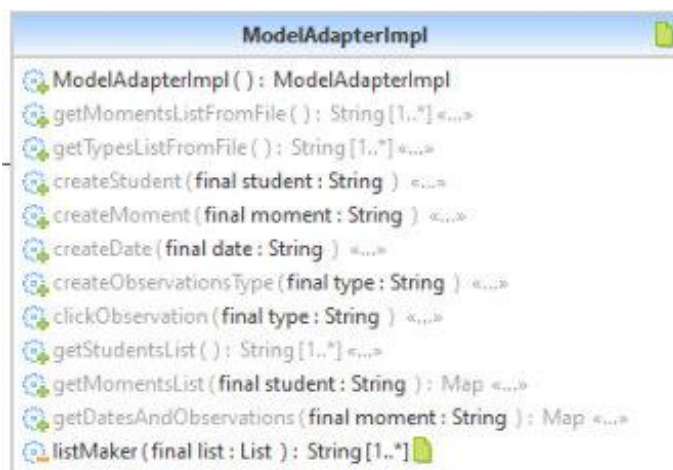 ModelAdapterImpl
ModelAdapterImpl ( ) : ModelAdapterImpl
getMomentsListFromFile ( ) : String [1..*] «...»
getTypesListFromFile ( ) : String [1..*] «...»
createStudent ( final student : String ) «...»
createMoment ( final moment : String ) «...»
createDate ( final date : String ) «...»
createObservationsType ( final type : String ) «...»
clickObservation ( final type : String ) «...»
getStudentsList ( ) : String [1..*] «...»
getMomentsList ( final student : String ) : Map «...»
getDatesAndObservations ( final moment : String ) : Map «...»
listMaker ( final list : List ) : String [1..*]